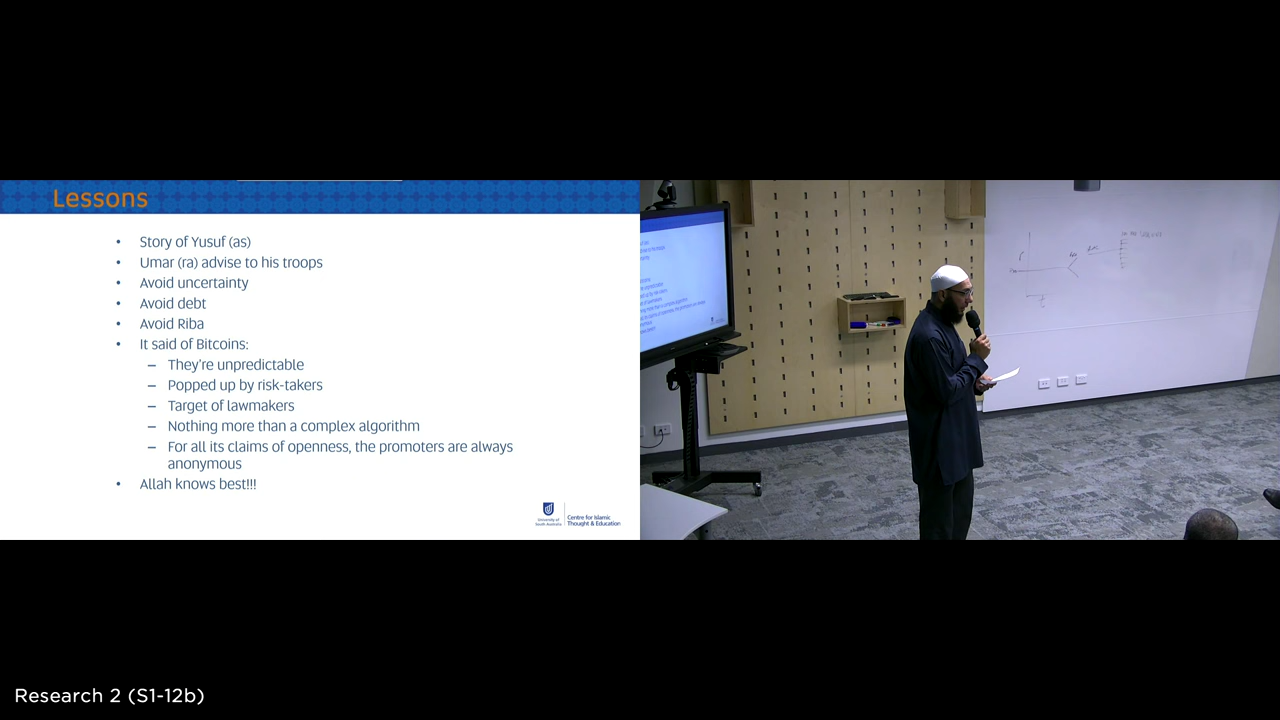 Lessons
• Story of Yusuf (as)
• Umar (ra) advise to his troops
• Avoid uncertainty
• Avoid debt
• Avoid Riba
• It said of Bitcoins:
– They're unpredictable
– Popped up by risk-takers
– Target of lawmakers
– Nothing more than a complex algorithm
– For all its claims of openness, the promoters are always
anonymous
• Allah knows best!!!
University of
South Australia
Centre for Islamic
Thought & Education
Research 2 (S1-12b)